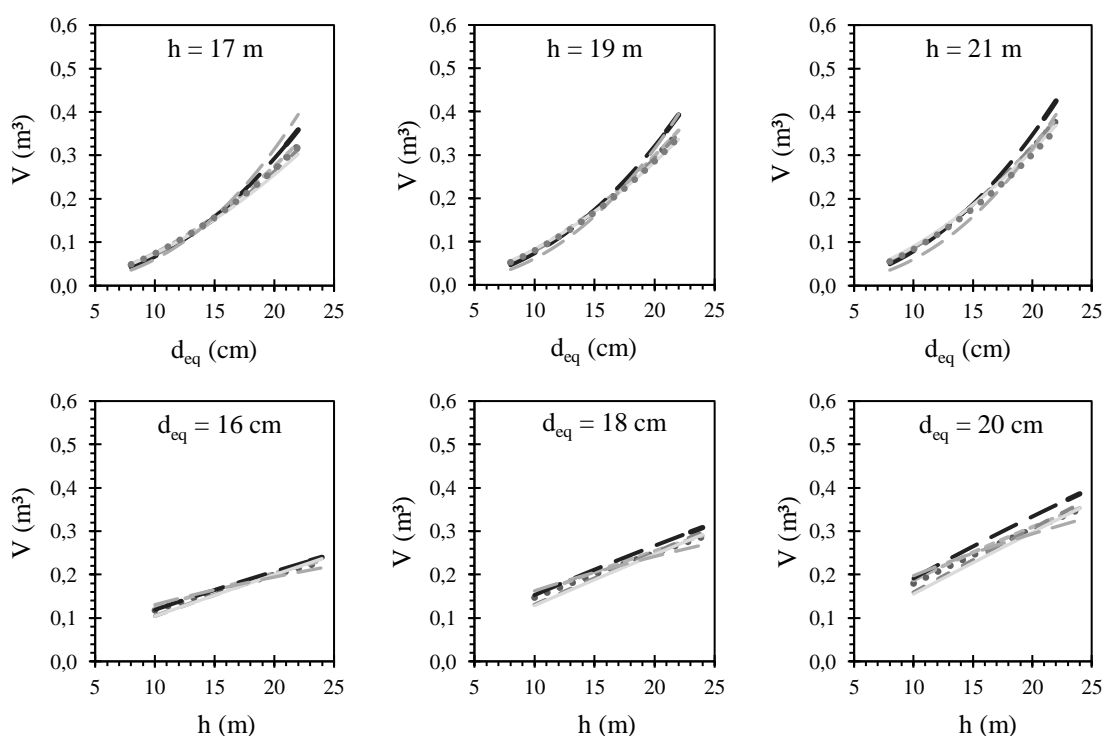 h = 17 m
V (m³)
0,6
0,5
0,4
0,3
0,2
0,1
0,0
5 10 15 20 25
d_eq (cm)
h = 19 m
V (m³)
0,6
0,5
0,4
0,3
0,2
0,1
0,0
5 10 15 20 25
d_eq (cm)
h = 21 m
V (m³)
0,6
0,5
0,4
0,3
0,2
0,1
0,0
5 10 15 20 25
d_eq (cm)
d_eq = 16 cm
V (m³)
0,6
0,5
0,4
0,3
0,2
0,1
0,0
5 10 15 20 25
h (m)
d_eq = 18 cm
V (m³)
0,6
0,5
0,4
0,3
0,2
0,1
0,0
5 10 15 20 25
h (m)
d_eq = 20 cm
V (m³)
0,6
0,5
0,4
0,3
0,2
0,1
0,0
5 10 15 20 25
h (m)